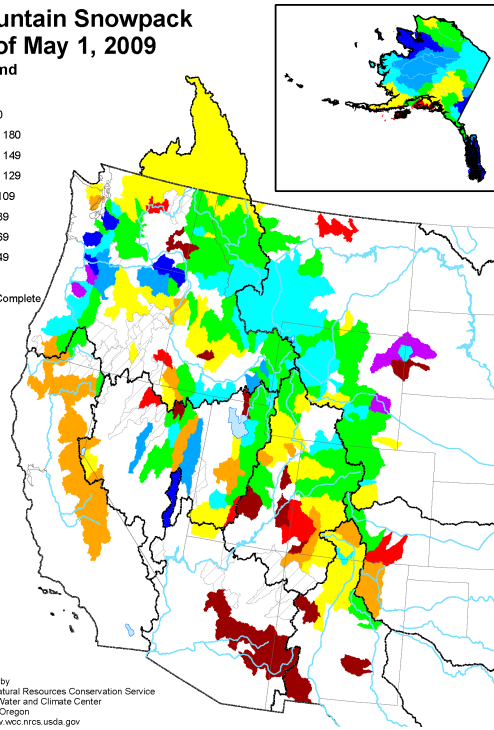 untain Snowpack
of May 1, 2009
nd
0
180
149
129
109
39
69
49
Complete
by
atural Resources Conservation Service
Water and Climate Center
Oregon
w.wcc.nrcs.usda.gov